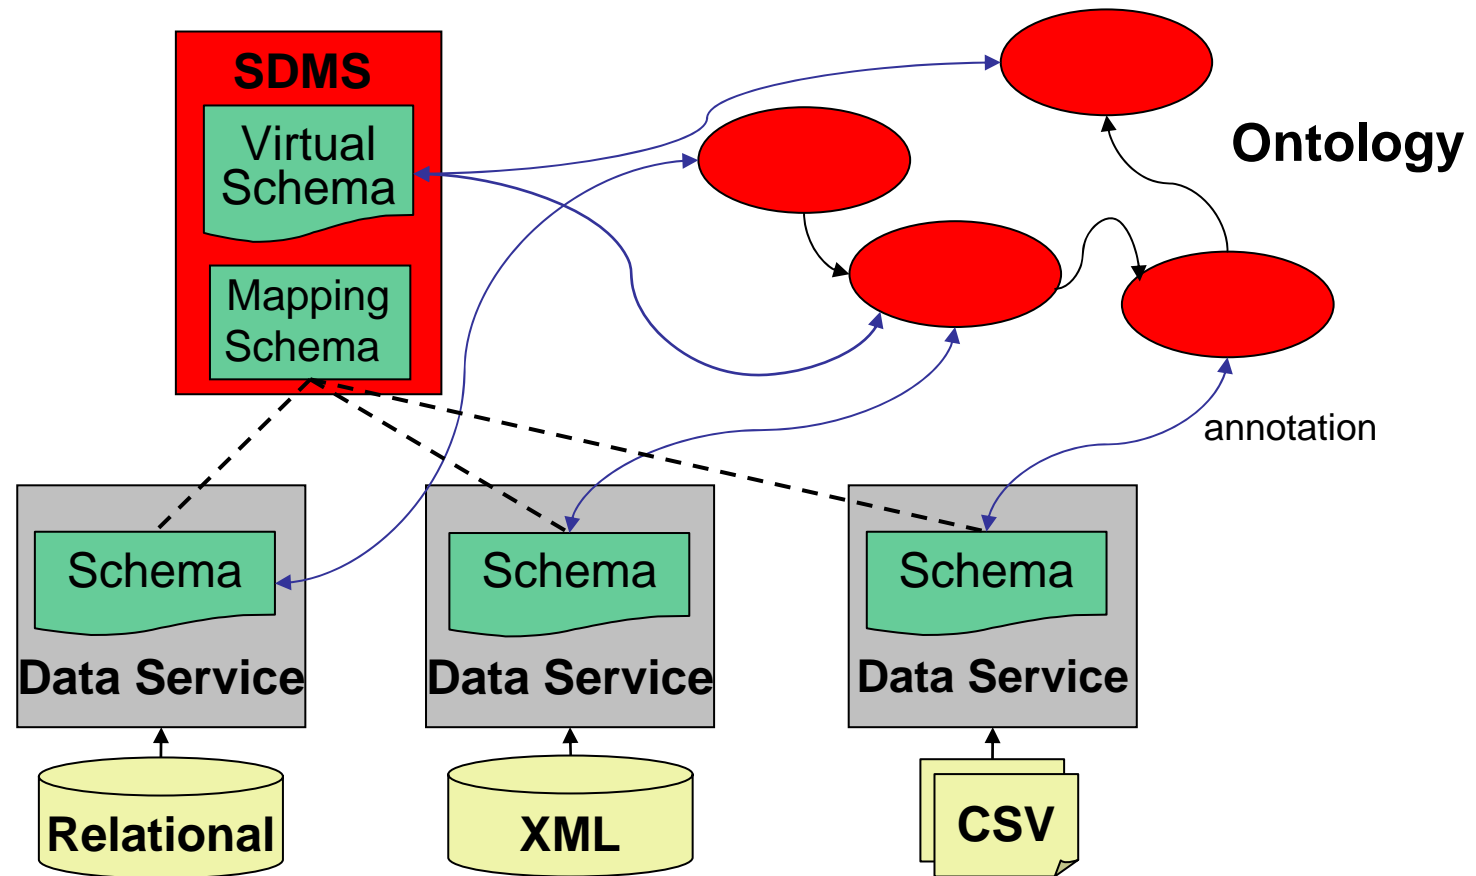 SDMS
Virtual
Schema
Mapping
Schema
Ontology
annotation
Schema
Data Service
Schema
Data Service
Schema
Data Service
Relational
XML
CSV